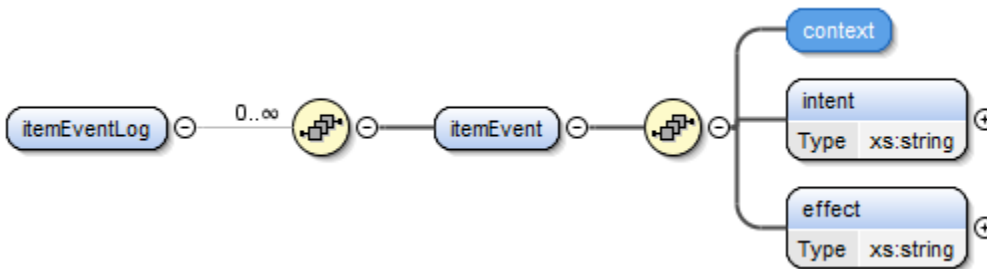 context
itemEventLog
0..∞
itemEvent
intent
Type xs:string
effect
Type xs:string